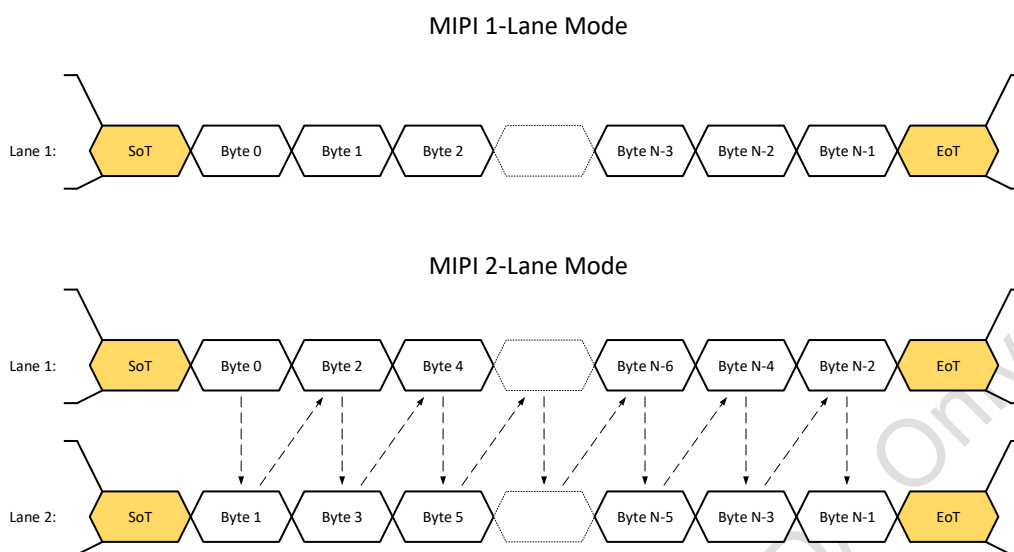 MIPI 1-Lane Mode
Lane 1: SoT Byte 0 Byte 1 Byte 2 Byte N-3 Byte N-2 Byte N-1 EoT
MIPI 2-Lane Mode
Lane 1: SoT Byte 0 Byte 2 Byte 4 Byte N-6 Byte N-4 Byte N-2 EoT
Lane 2: SoT Byte 1 Byte 3 Byte 5 Byte N-5 Byte N-3 Byte N-1 EoT
Only